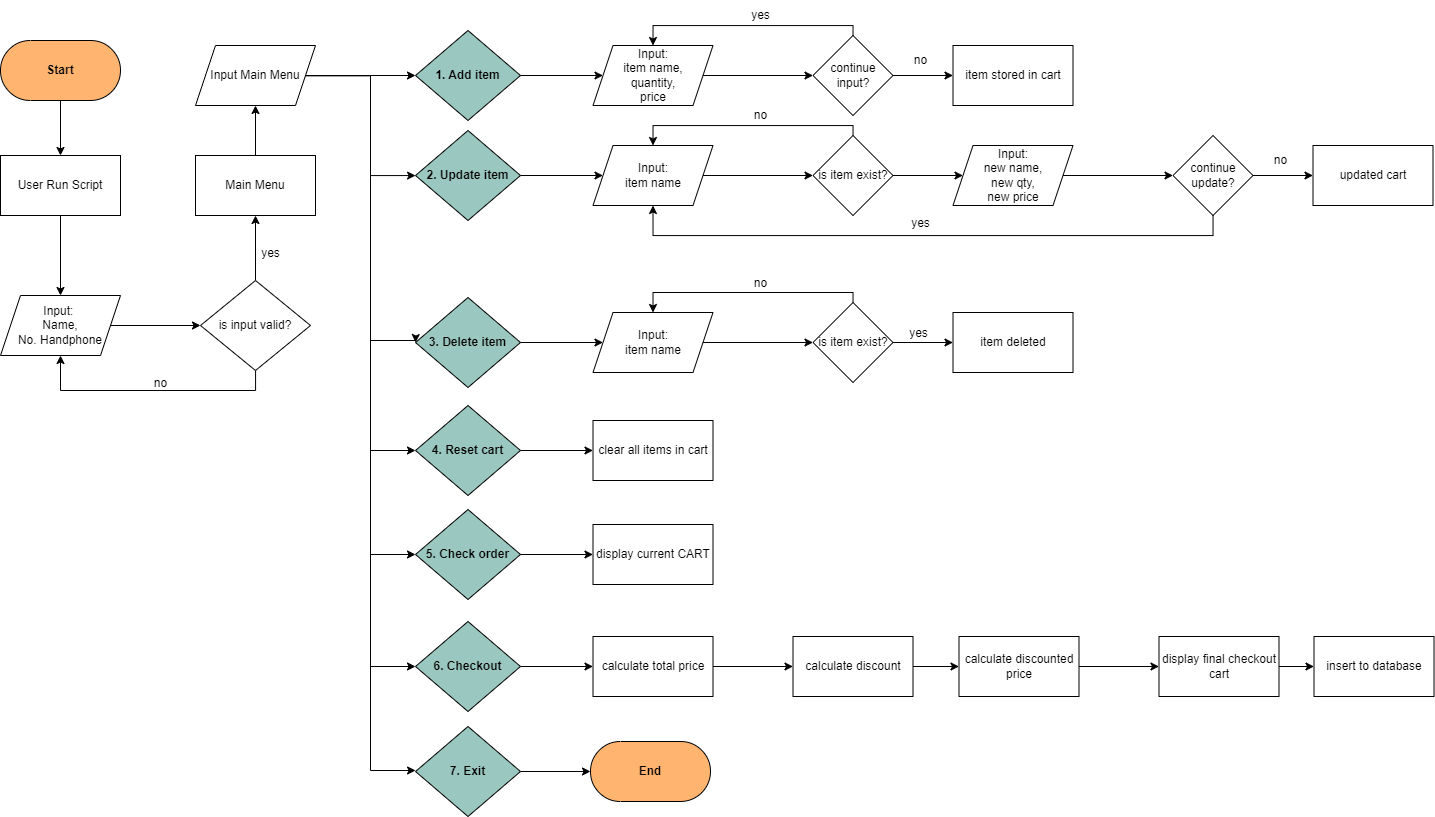 Start
User Run Script
Input:
Name,
No. Handphone
is input valid?
no
yes
Main Menu
Input Main Menu
1. Add item
Input:
item name,
quantity,
price
yes
continue
input?
no
item stored in cart
2. Update item
Input:
item name
no
is item exist?
Input:
new name,
new qty,
new price
continue
update?
no
updated cart
yes
3. Delete item
Input:
item name
no
is item exist?
yes
item deleted
4. Reset cart
clear all items in cart
5. Check order
display current CART
6. Checkout
calculate total price
calculate discount
calculate discounted
price
display final checkout
cart
insert to database
7. Exit
End